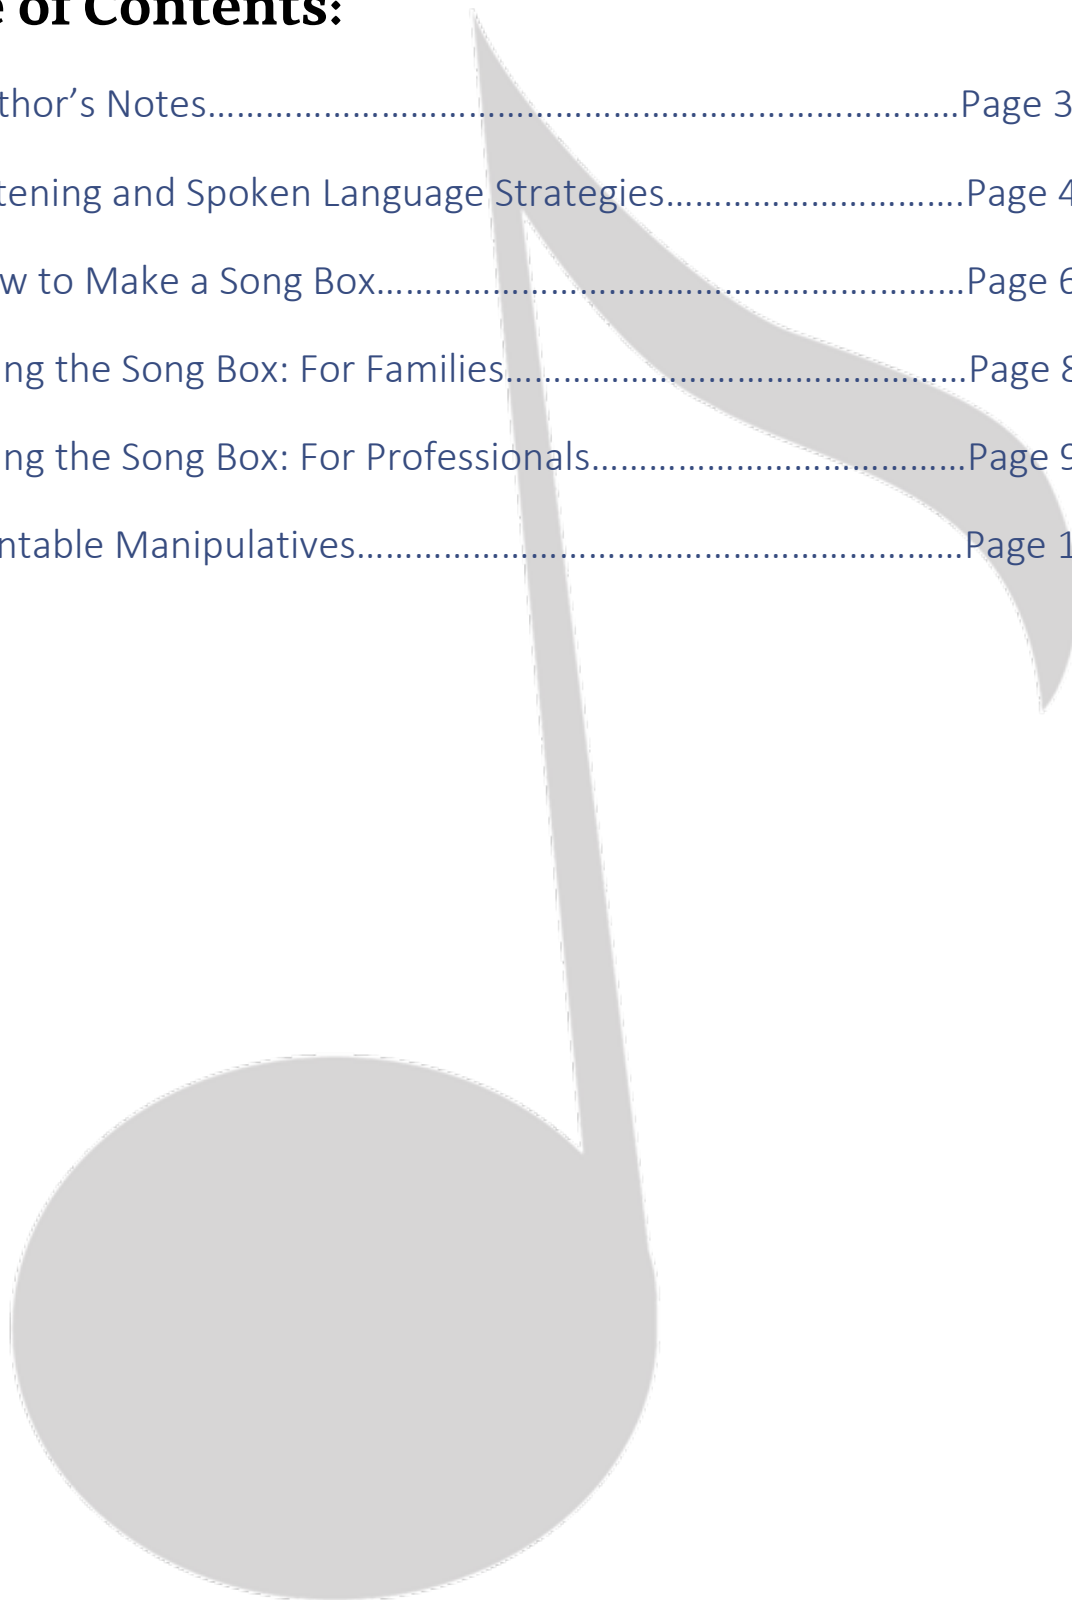 e of Contents:
thor’s Notes……………………………………………………………………Page 3
tening and Spoken Language Strategies………………………….Page 4
w to Make a Song Box…………………………………………….………Page 6
ng the Song Box: For Families…………………………………………Page 8
ng the Song Box: For Professionals…………………………………Page 9
ntable Manipulatives………………………………………………………Page 1